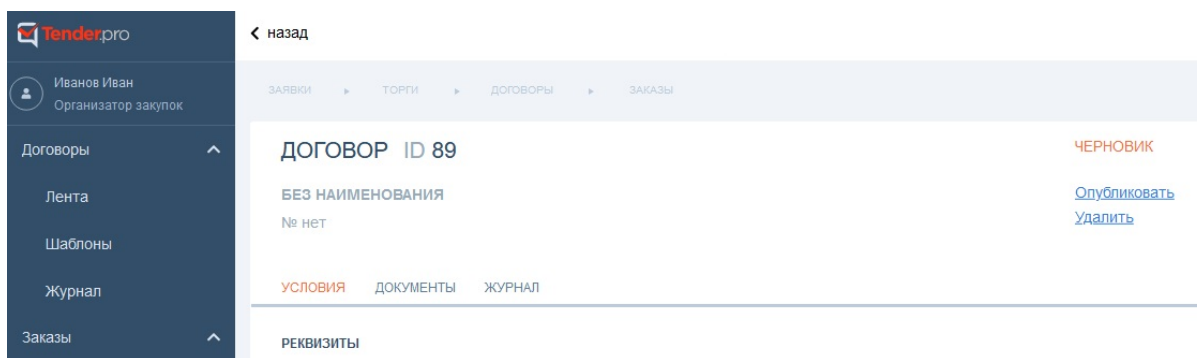 Tender.pro
Иванов Иван
Организатор закупок
Договоры
Лента
Шаблоны
Журнал
Заказы
назад
ЗАЯВКИ ТОРГИ ДОГОВОРЫ ЗАКАЗЫ
ДОГОВОР ID 89
ЧЕРНОВИК
БЕЗ НАИМЕНОВАНИЯ
№ нет
Опубликовать
Удалить
УСЛОВИЯ ДОКУМЕНТЫ ЖУРНАЛ
РЕКВИЗИТЫ